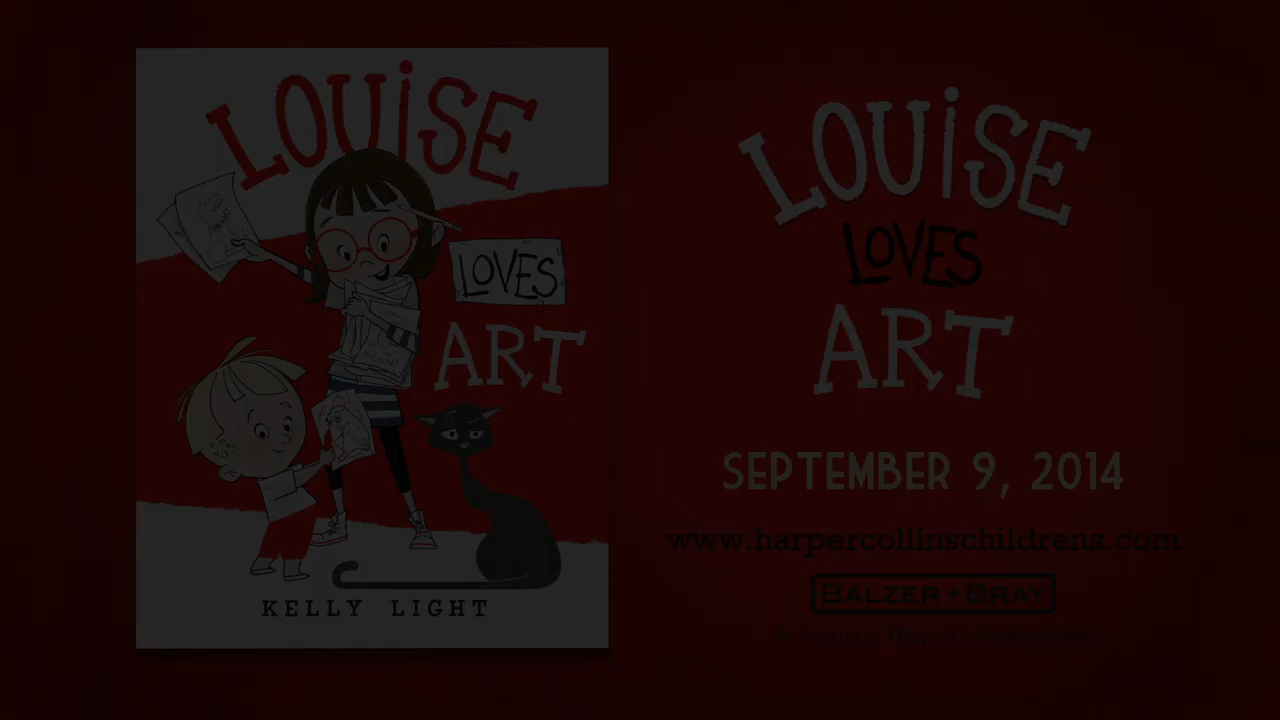 LOUISE
LOVES
ART
KELLY LIGHT
LOUISE
LOVES
ART
SEPTEMBER 9, 2014
www.harpercollinschildrens.com
BALZER + BRAY